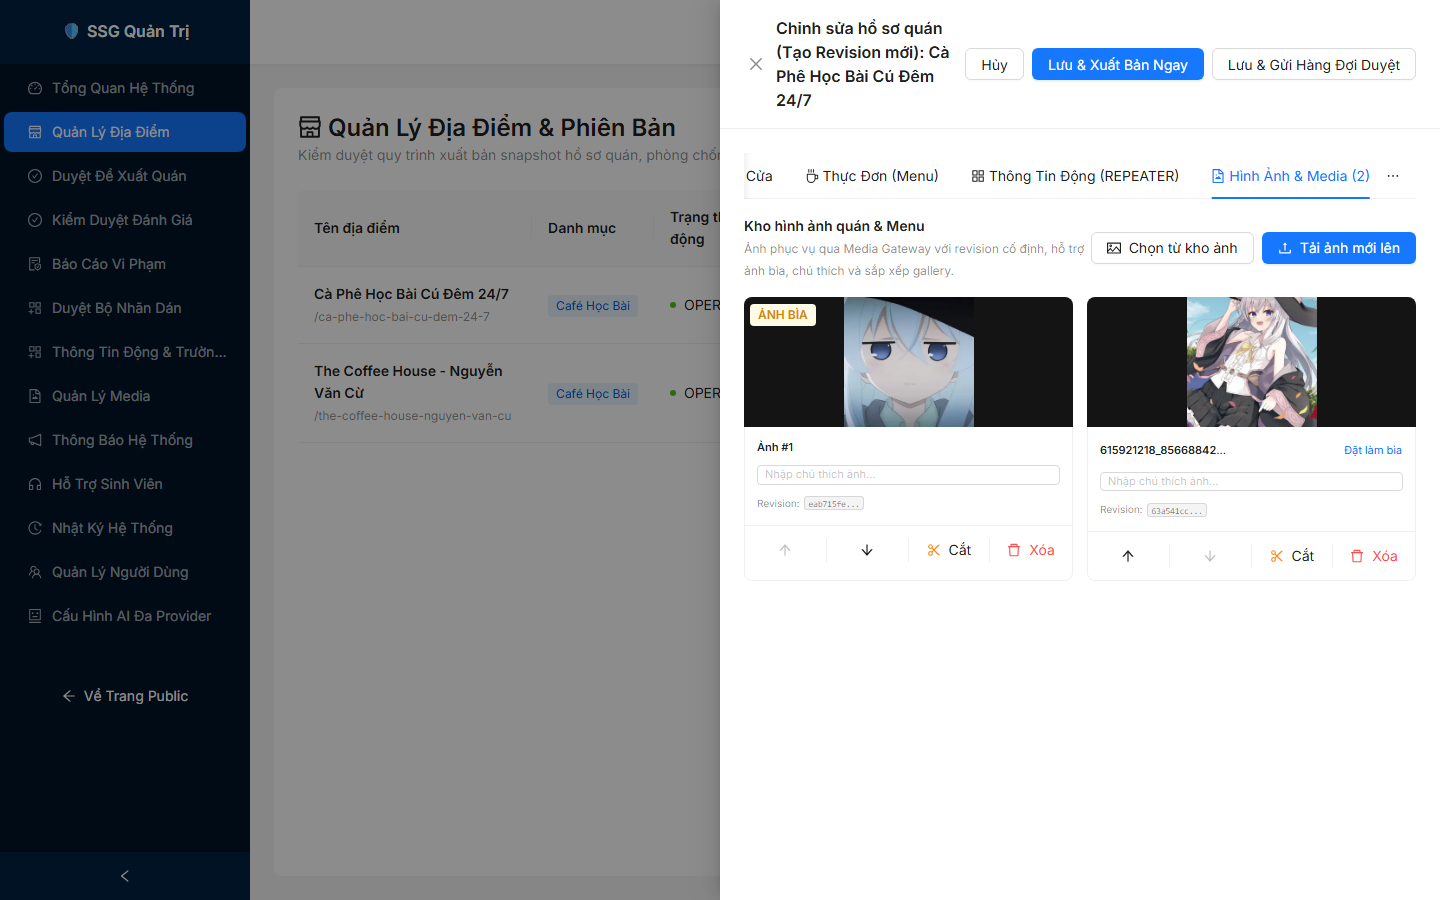 SSG Quản Trị
Tổng Quan Hệ Thống
Quản Lý Địa Điểm
Duyệt Đề Xuất Quán
Kiểm Duyệt Đánh Giá
Báo Cáo Vi Phạm
Duyệt Bộ Nhãn Dán
Thông Tin Động & Trườn...
Quản Lý Media
Thông Báo Hệ Thống
Hỗ Trợ Sinh Viên
Nhật Ký Hệ Thống
Quản Lý Người Dùng
Cấu Hình AI Đa Provider
Về Trang Public
Quản Lý Địa Điểm & Phiên Bản
Kiểm duyệt quy trình xuất bản snapshot hồ sơ quán, phòng chốn
Tên địa điểm
Danh mục
Trạng th
động
Cà Phê Học Bài Cú Đêm 24/7
/ca-phe-hoc-bai-cu-dem-24-7
Café Học Bài
OPER
The Coffee House - Nguyễn
Văn Cừ
/the-coffee-house-nguyen-van-cu
Café Học Bài
OPER
Chỉnh sửa hồ sơ quán
(Tạo Revision mới): Cà
Phê Học Bài Cú Đêm
24/7
Hủy
Lưu & Xuất Bản Ngay
Lưu & Gửi Hàng Đợi Duyệt
Cửa
Thực Đơn (Menu)
Thông Tin Động (REPEATER)
Hình Ảnh & Media (2)
Kho hình ảnh quán & Menu
Ảnh phục vụ qua Media Gateway với revision cố định, hỗ trợ
ảnh bìa, chú thích và sắp xếp gallery.
Chọn từ kho ảnh
Tải ảnh mới lên
ẢNH BÌA
Ảnh #1
Nhập chú thích ảnh...
Revision: eab715fe...
Cắt
Xóa
615921218_85668842...
Đặt làm bìa
Nhập chú thích ảnh...
Revision: 63a541cc...
Cắt
Xóa